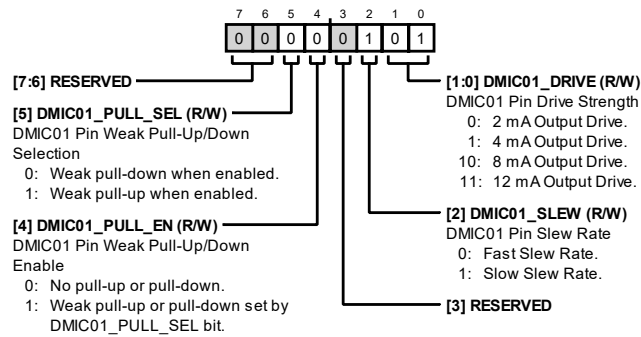 7 6 5 4 3 2 1 0
0 0 0 0 0 1 0 1
[7:6] RESERVED
[5] DMIC01_PULL_SEL (R/W)
DMIC01 Pin Weak Pull-Up/Down
Selection
0: Weak pull-down when enabled.
1: Weak pull-up when enabled.
[4] DMIC01_PULL_EN (R/W)
DMIC01 Pin Weak Pull-Up/Down
Enable
0: No pull-up or pull-down.
1: Weak pull-up or pull-down set by
DMIC01_PULL_SEL bit.
[1:0] DMIC01_DRIVE (R/W)
DMIC01 Pin Drive Strength
0: 2 mA Output Drive.
1: 4 mA Output Drive.
10: 8 mA Output Drive.
11: 12 mA Output Drive.
[2] DMIC01_SLEW (R/W)
DMIC01 Pin Slew Rate
0: Fast Slew Rate.
1: Slow Slew Rate.
[3] RESERVED